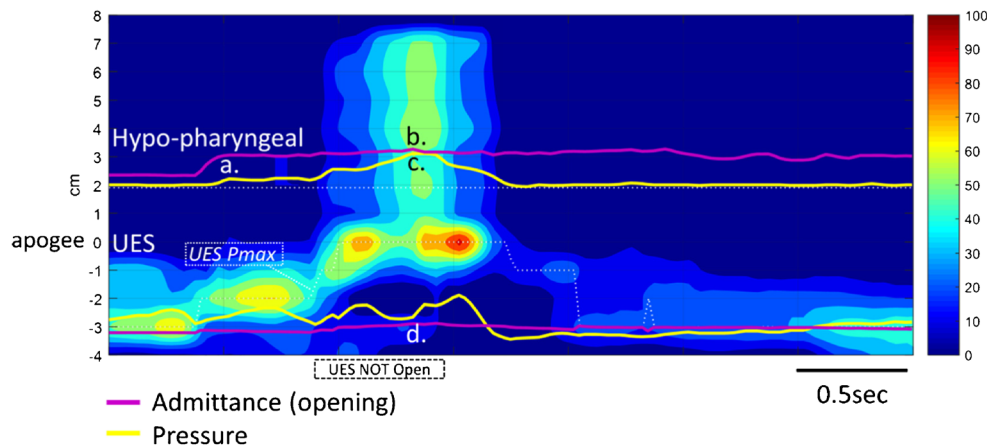 8
7
6
5
4
3
2
1
0
-1
-2
-3
-4
cm
apogee
Hypo-pharyngeal
UES
UES Pmax
a.
b.
c.
d.
UES NOT Open
100
90
80
70
60
50
40
30
20
10
0
0.5sec
Admittance (opening)
Pressure